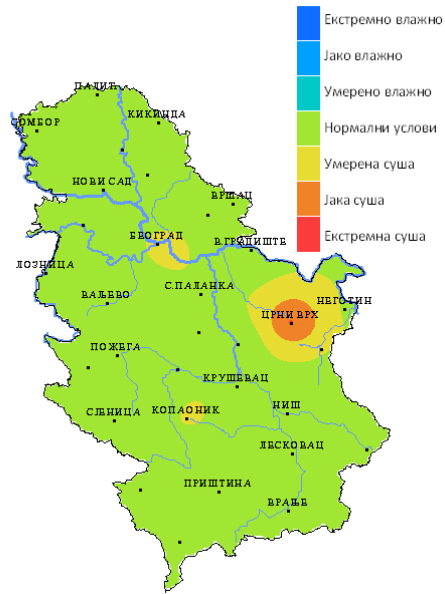 Екстремно влажно
Јако влажно
Умерено влажно
Нормални услови
Умерена суша
Јака суша
Екстремна суша
ПАЛИЋ
СОМБОР
КИКИНДА
НОВИ САД
ВРШАЦ
БЕОГРАД
В.ГРАДИШТЕ
ЛОЗНИЦА
С.ПАЛАНКА
ВАЉЕВО
НЕГОТИН
ЦРНИ ВРХ
ПОЖЕГА
КРУШЕВАЦ
СЈЕНИЦА
КОПАОНИК
НИШ
ЛЕСКОВАЦ
ПРИШТИНА
ВРАЊЕ